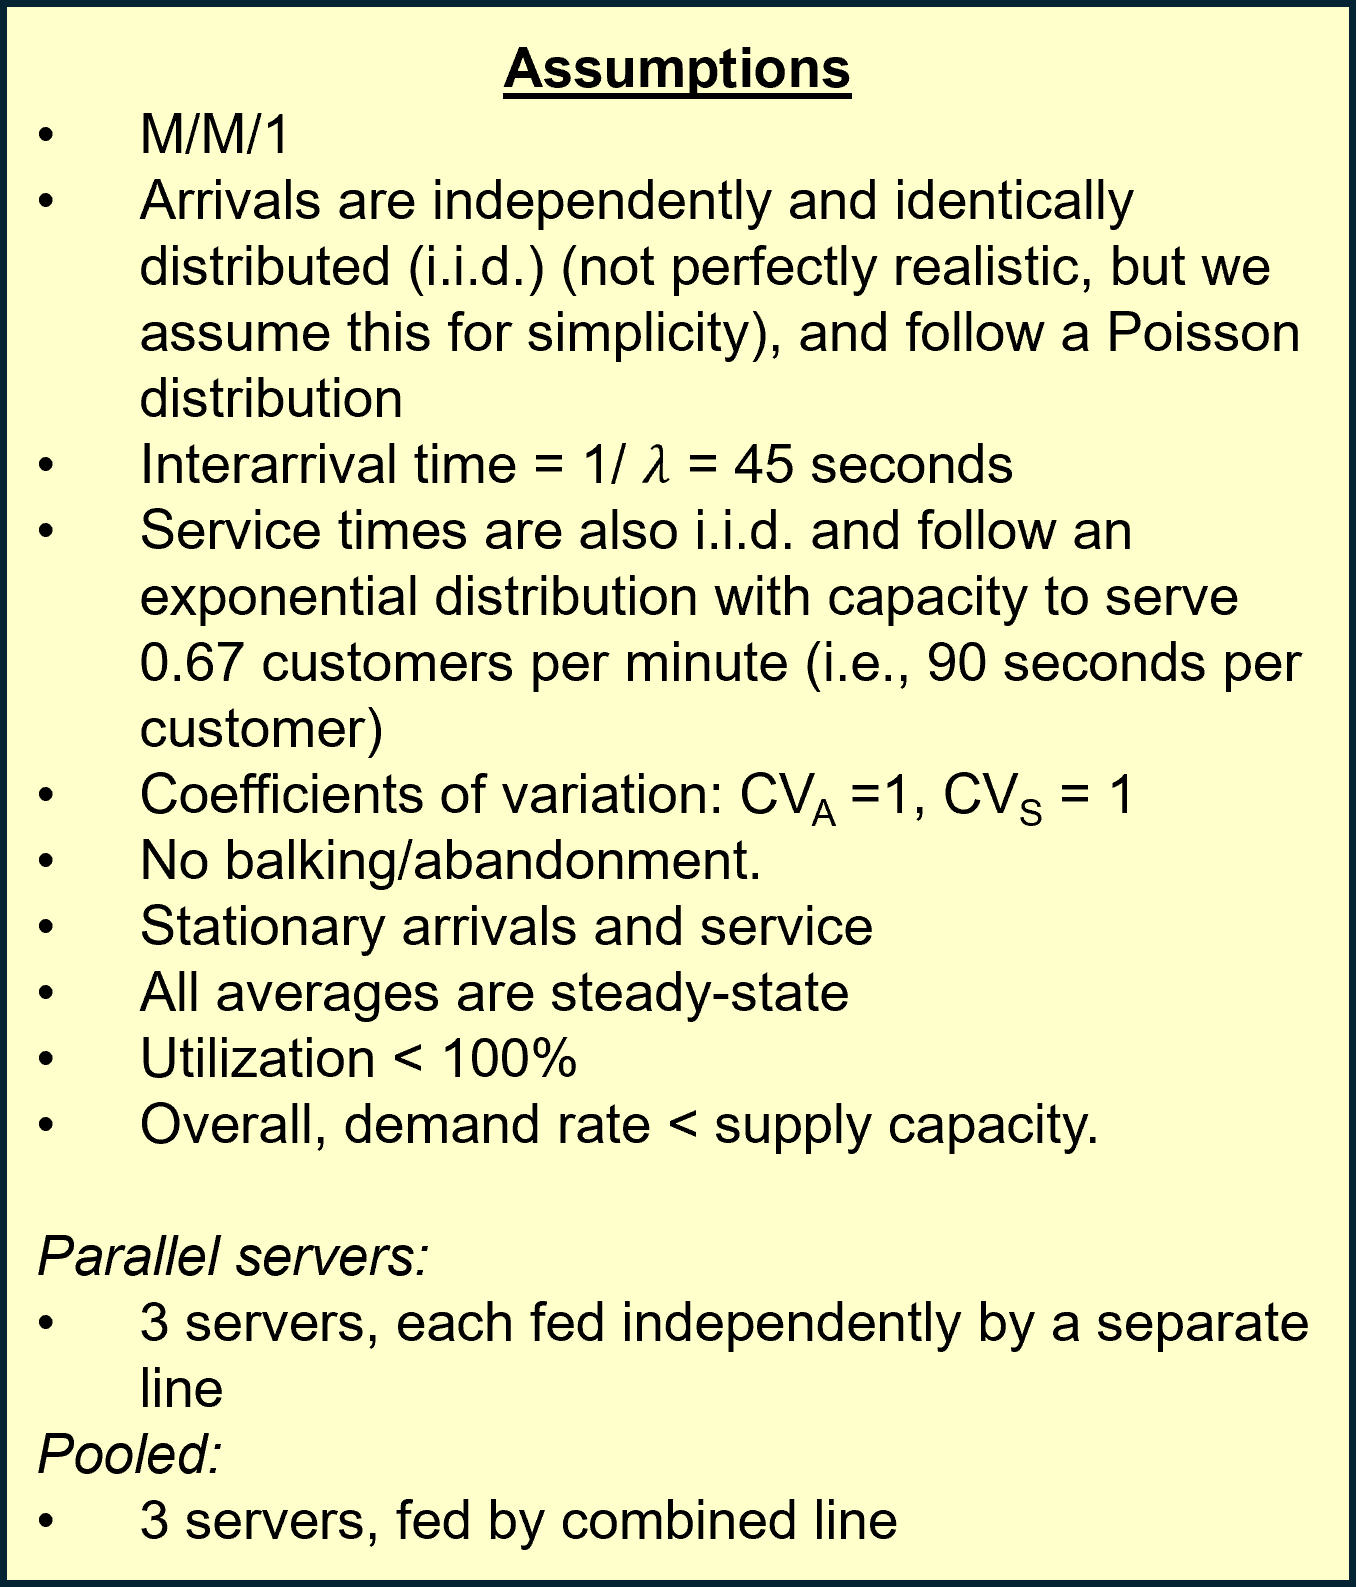 Assumptions
• M/M/1
• Arrivals are independently and identically
distributed (i.i.d.) (not perfectly realistic, but we
assume this for simplicity), and follow a Poisson
distribution
• Interarrival time = 1/ 𝜆 = 45 seconds
• Service times are also i.i.d. and follow an
exponential distribution with capacity to serve
0.67 customers per minute (i.e., 90 seconds per
customer)
• Coefficients of variation: CVA =1, CVS = 1
• No balking/abandonment.
• Stationary arrivals and service
• All averages are steady-state
• Utilization < 100%
• Overall, demand rate < supply capacity.
Parallel servers:
• 3 servers, each fed independently by a separate
line
Pooled:
• 3 servers, fed by combined line